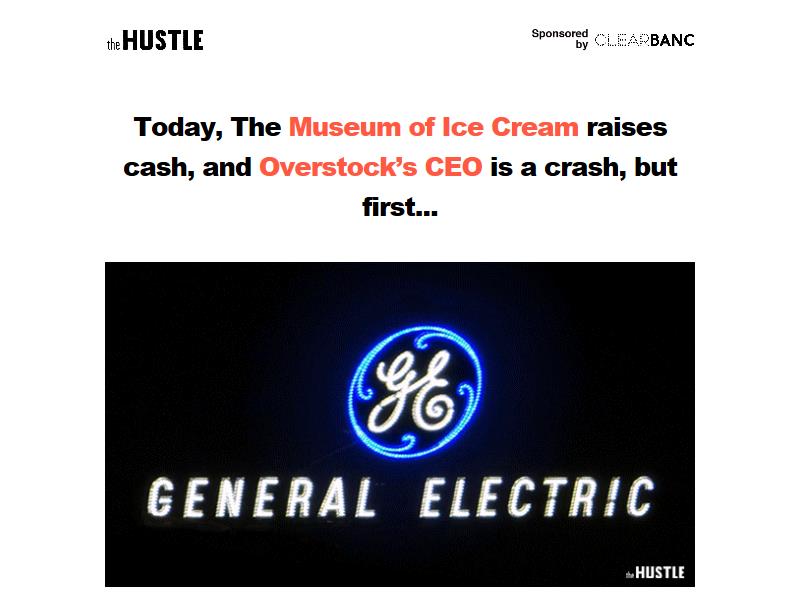 the HUSTLE
Sponsored
by CLEARBANC
Today, The Museum of Ice Cream raises
cash, and Overstock’s CEO is a crash, but
first...
GE
GENERAL ELECTRIC
the HUSTLE